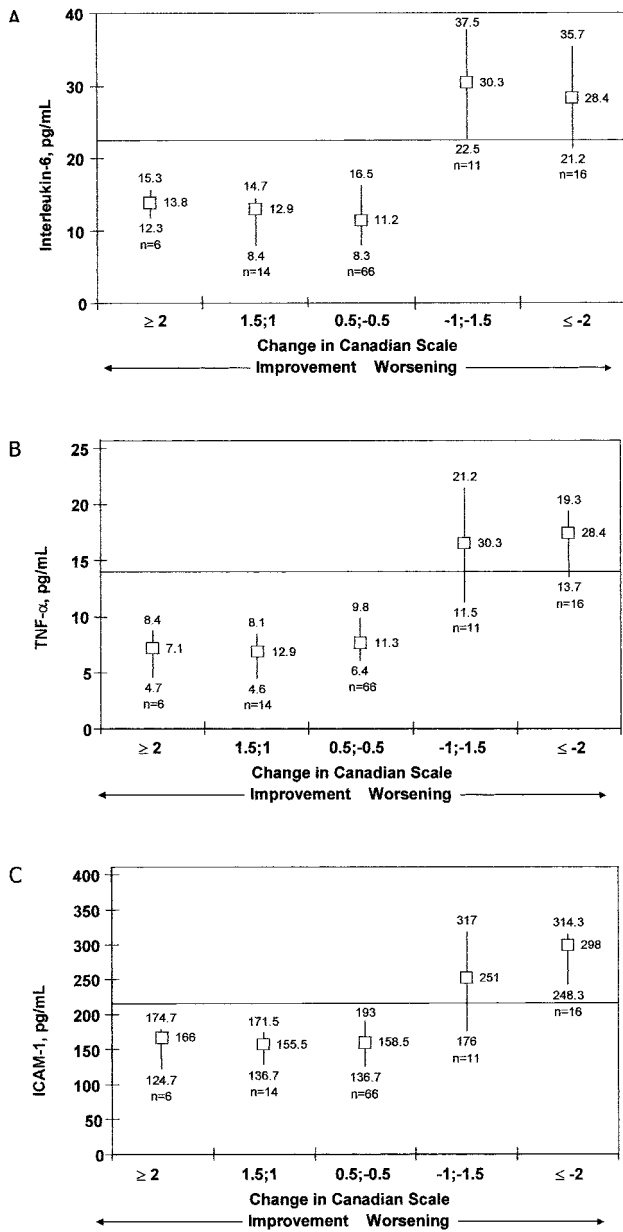 A
Interleukin-6, pg/mL
40
30
20
10
0
15.3
13.8
12.3
n=6
14.7
12.9
8.4
n=14
16.5
11.2
8.3
n=66
37.5
30.3
22.5
n=11
35.7
28.4
21.2
n=16
≥ 2 1.5;1 0.5;-0.5 -1;-1.5 ≤ -2
Change in Canadian Scale
Improvement Worsening
B
TNF-α, pg/mL
25
20
15
10
5
0
8.4
7.1
4.7
n=6
8.1
12.9
4.6
n=14
9.8
11.3
6.4
n=66
21.2
30.3
11.5
n=11
19.3
28.4
13.7
n=16
≥ 2 1.5;1 0.5;-0.5 -1;-1.5 ≤ -2
Change in Canadian Scale
Improvement Worsening
C
ICAM-1, pg/mL
400
350
300
250
200
150
100
50
0
174.7
166
124.7
n=6
171.5
155.5
136.7
n=14
193
158.5
136.7
n=66
317
251
176
n=11
314.3
298
248.3
n=16
≥ 2 1.5;1 0.5;-0.5 -1;-1.5 ≤ -2
Change in Canadian Scale
Improvement Worsening